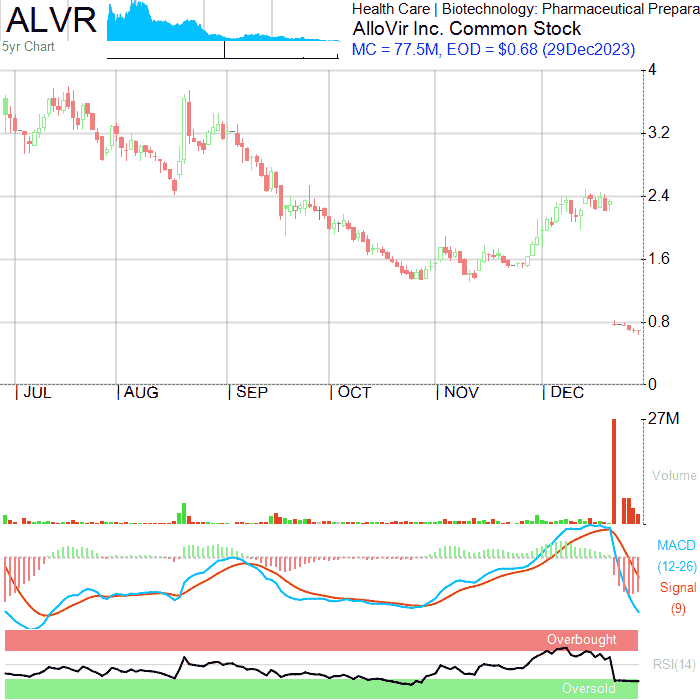 ALVR
5yr Chart
Health Care | Biotechnology: Pharmaceutical Prepara
AlloVir Inc. Common Stock
MC = 77.5M, EOD = $0.68 (29Dec2023)
4
3.2
2.4
1.6
0.8
0
JUL
AUG
SEP
OCT
NOV
DEC
27M
Volume
MACD
(12-26)
Signal
(9)
Overbought
RSI(14)
Oversold